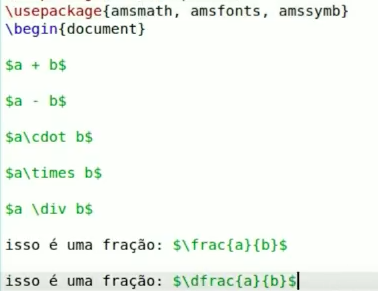 \usepackage{amsmath, amsfonts, amssymb}
\begin{document}
$a + b$
$a - b$
$a\cdot b$
$a\times b$
$a \div b$
isso é uma fração: $\frac{a}{b}$
isso é uma fração: $\dfrac{a}{b}$